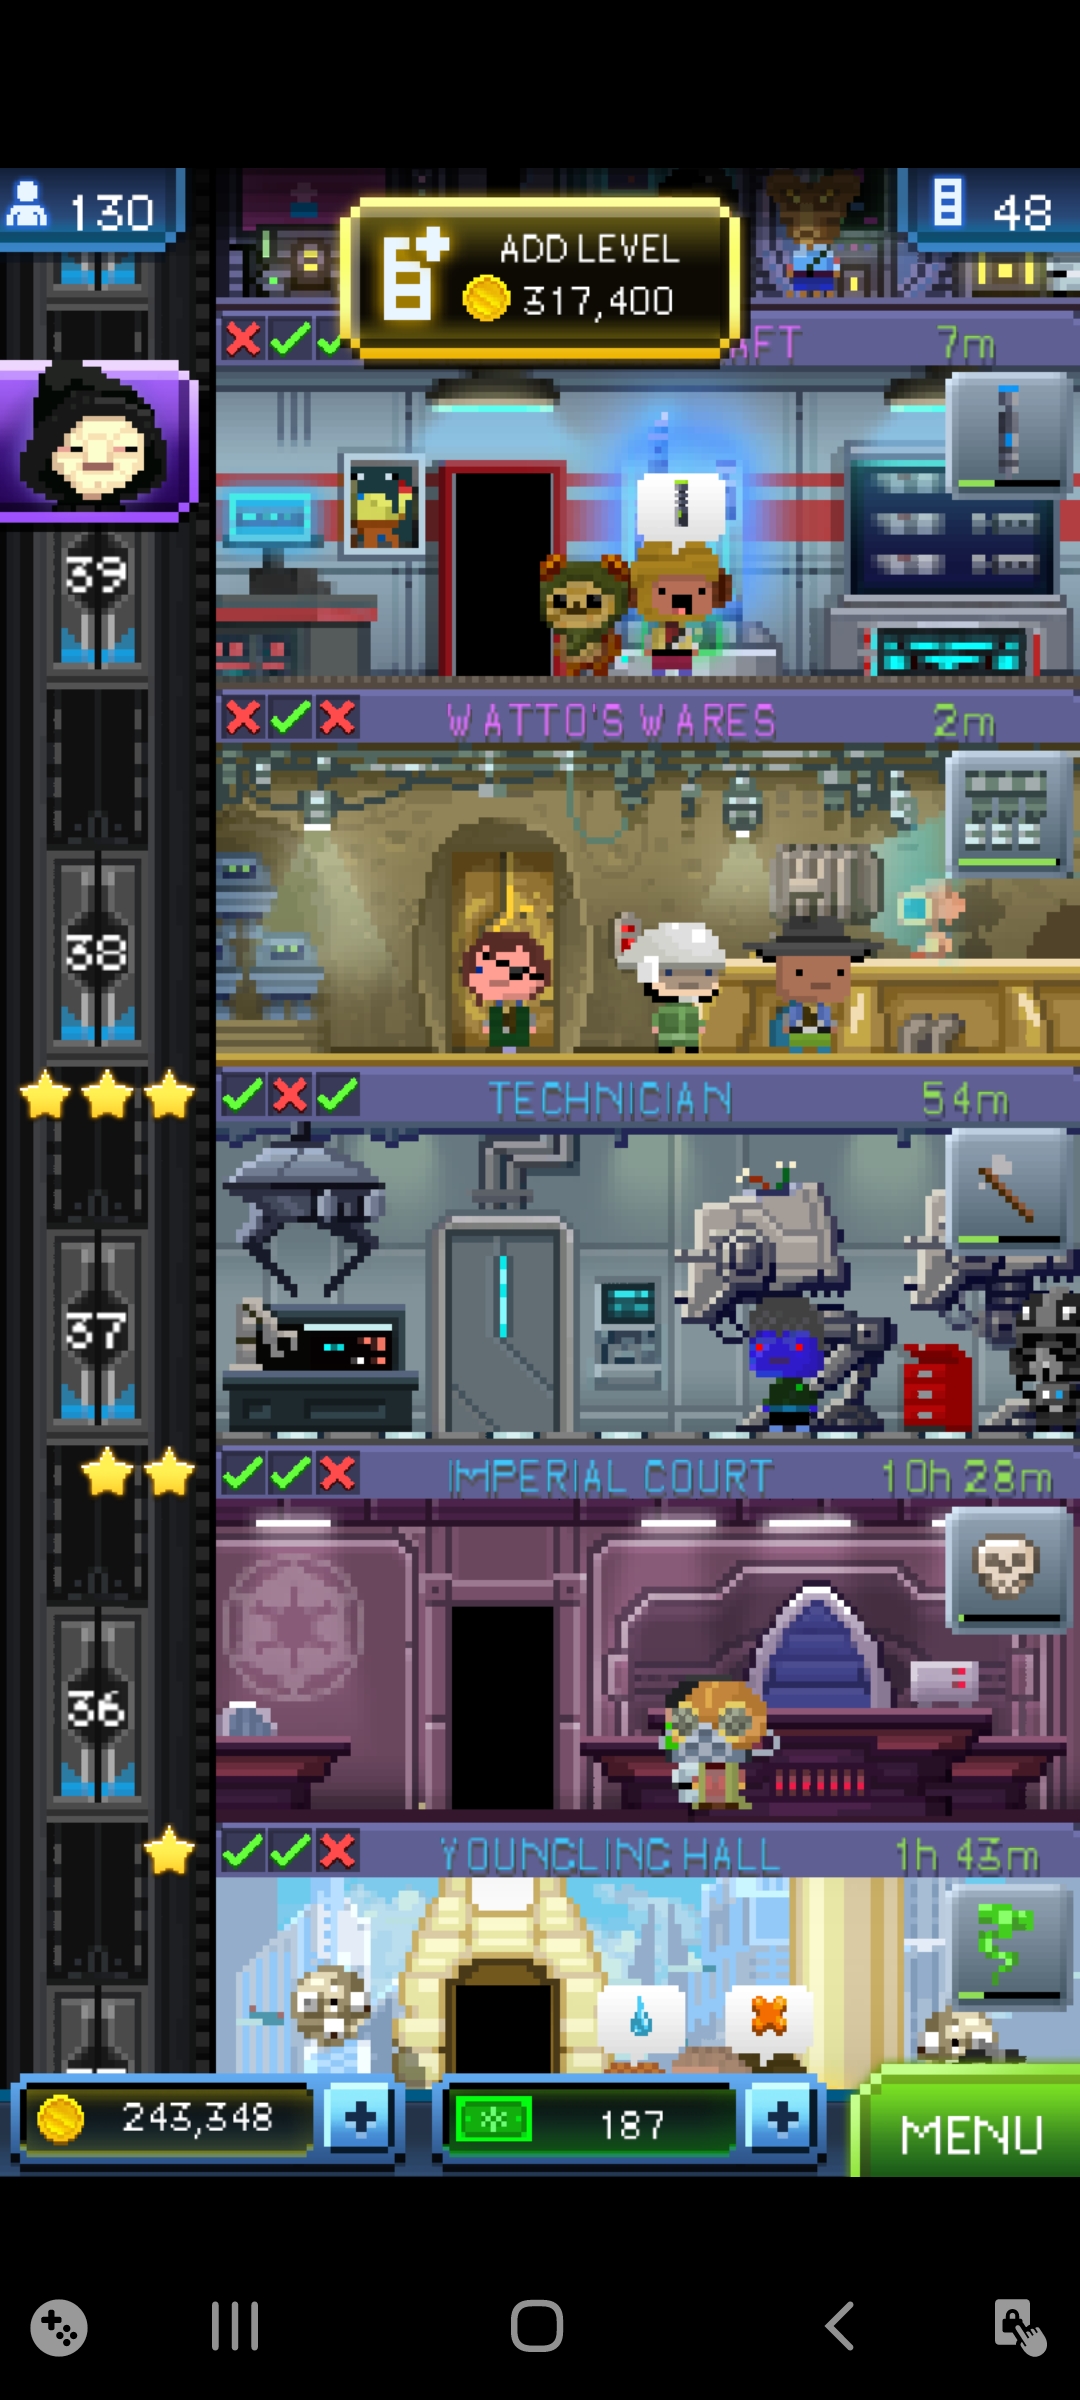 130
ADD LEVEL
317,400
48
AFT
7m
39
WATTO'S WARES
2m
38
TECHNICIAN
54m
37
IMPERIAL COURT
10h 28m
36
YOUNGLING HALL
1h 43m
243,348
187
MENU